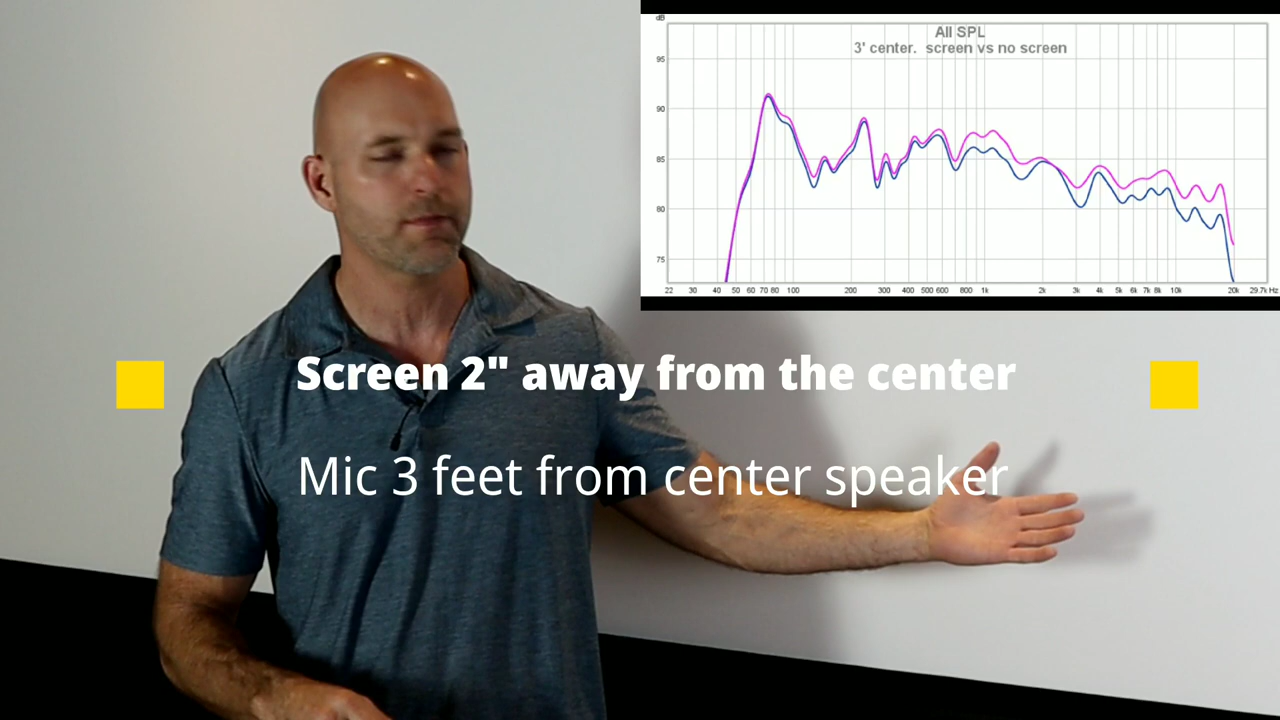 dB
All SPL
3' center. screen vs no screen
95
90
85
80
75
22 30 40 50 60 70 80 100 200 300 400 500 600 800 1k 2k 3k 4k 5k 6k 7k 8k 10k 20k 29.7k Hz
Screen 2" away from the center
Mic 3 feet from center speaker